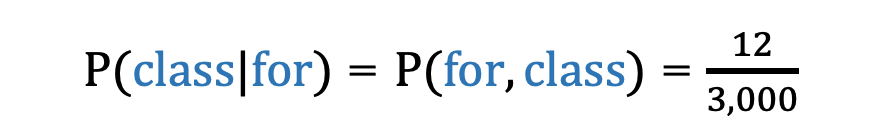 P(class|for) = P(for, class) = 12/3,000